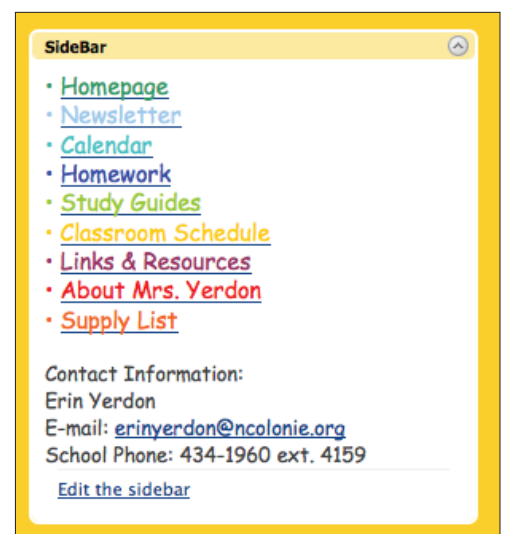 SideBar
• Homepage
• Newsletter
• Calendar
• Homework
• Study Guides
• Classroom Schedule
• Links & Resources
• About Mrs. Yerdon
• Supply List
Contact Information:
Erin Yerdon
E-mail: erinyerdon@ncolonie.org
School Phone: 434-1960 ext. 4159
Edit the sidebar